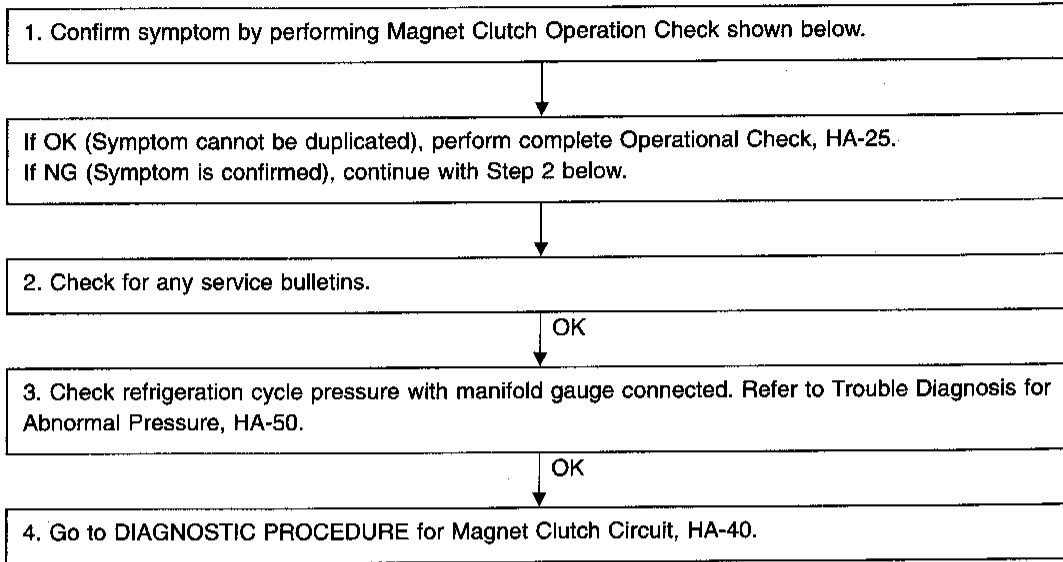 1. Confirm symptom by performing Magnet Clutch Operation Check shown below.
If OK (Symptom cannot be duplicated), perform complete Operational Check, HA-25.
If NG (Symptom is confirmed), continue with Step 2 below.
2. Check for any service bulletins.
OK
3. Check refrigeration cycle pressure with manifold gauge connected. Refer to Trouble Diagnosis for
Abnormal Pressure, HA-50.
OK
4. Go to DIAGNOSTIC PROCEDURE for Magnet Clutch Circuit, HA-40.